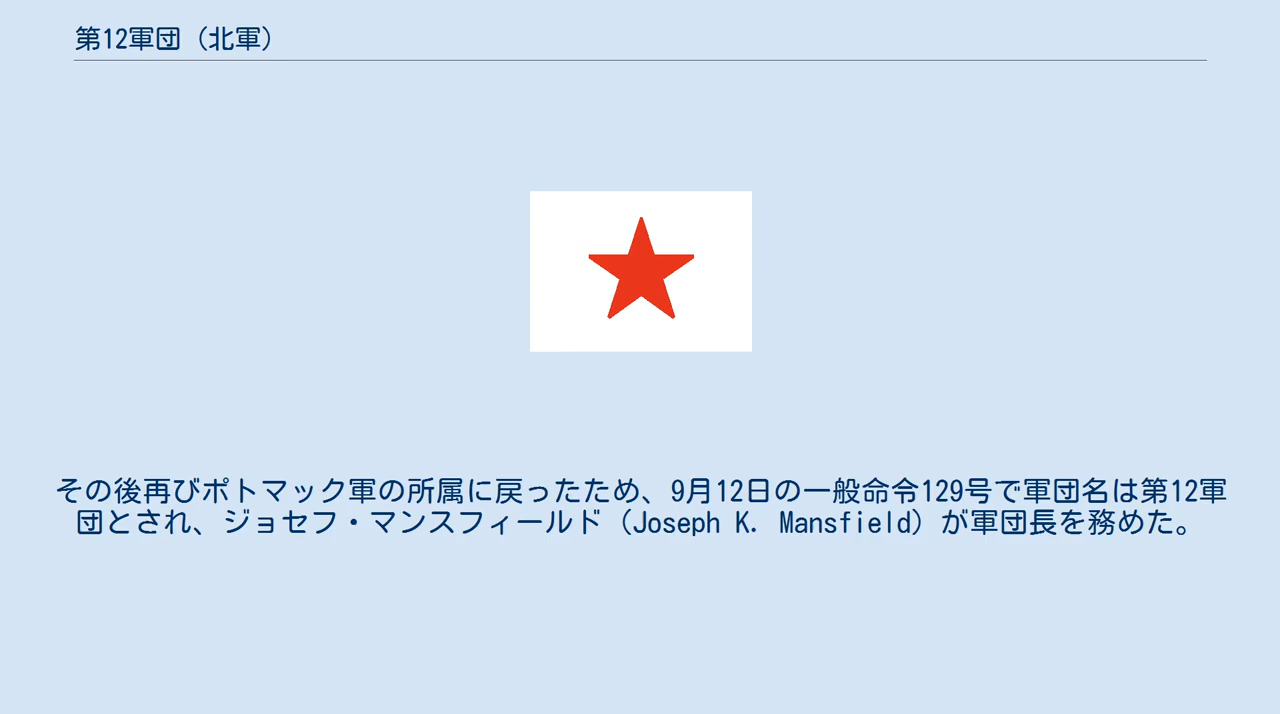 第12軍団（北軍）
その後再びポトマック軍の所属に戻ったため、9月12日の一般命令129号で軍団名は第12軍
団とされ、ジョセフ・マンスフィールド（Joseph K. Mansfield）が軍団長を務めた。